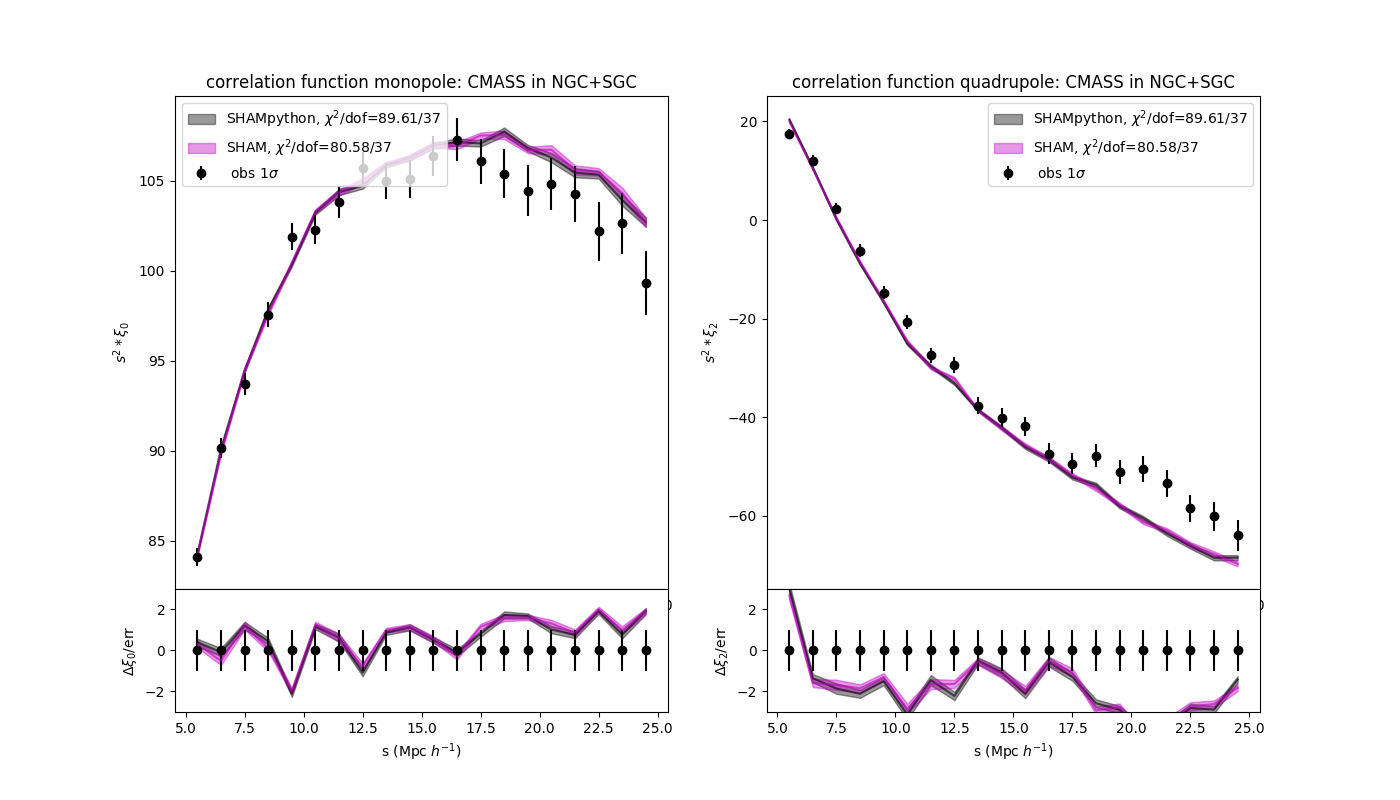 correlation function monopole: CMASS in NGC+SGC
SHAMpython, χ²/dof=89.61/37
SHAM, χ²/dof=80.58/37
obs 1σ
105
100
95
90
85
s² * ξ₀
2
0
−2
Δξ₀/err
5.0 7.5 10.0 12.5 15.0 17.5 20.0 22.5 25.0
s (Mpc h⁻¹)
correlation function quadrupole: CMASS in NGC+SGC
SHAMpython, χ²/dof=89.61/37
SHAM, χ²/dof=80.58/37
obs 1σ
20
0
−20
−40
−60
s² * ξ₂
2
0
−2
Δξ₂/err
5.0 7.5 10.0 12.5 15.0 17.5 20.0 22.5 25.0
s (Mpc h⁻¹)